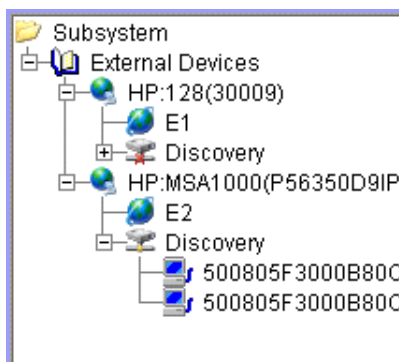 Subsystem
External Devices
HP:128(30009)
E1
Discovery
HP:MSA1000(P56350D9IP
E2
Discovery
500805F3000B80C
500805F3000B80C